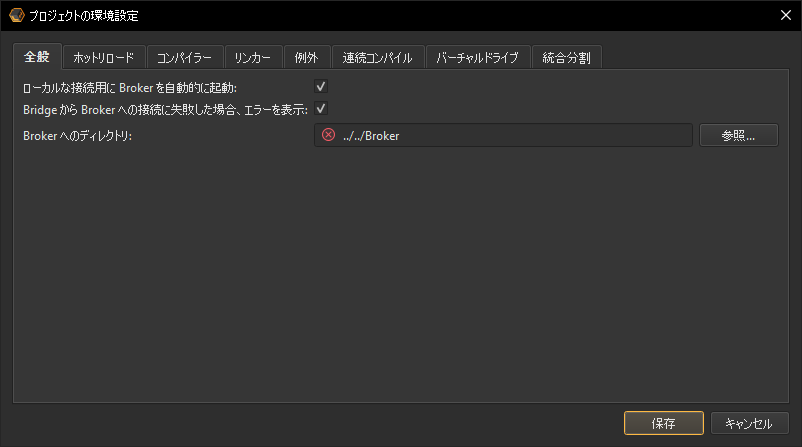 プロジェクトの環境設定
全般 ホットリロード コンパイラー リンカー 例外 連続コンパイル バーチャルドライブ 統合分割
ローカルな接続用に Broker を自動的に起動:
Bridge から Broker への接続に失敗した場合、エラーを表示:
Broker へのディレクトリ: ../../Broker 参照...
保存 キャンセル